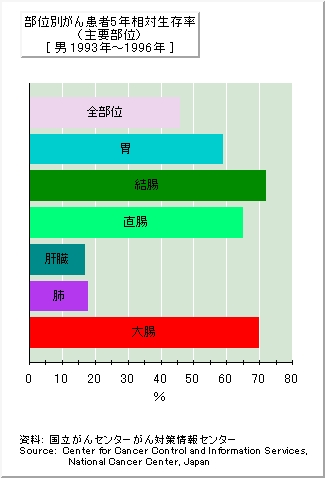 部位別がん患者5年相対生存率
（主要部位）
[ 男 1993年～1996年 ]
全部位
胃
結腸
直腸
肝臓
肺
大腸
0 10 20 30 40 50 60 70 80
%
資料: 国立がんセンターがん対策情報センター
Source: Center for Cancer Control and Information Services,
National Cancer Center, Japan